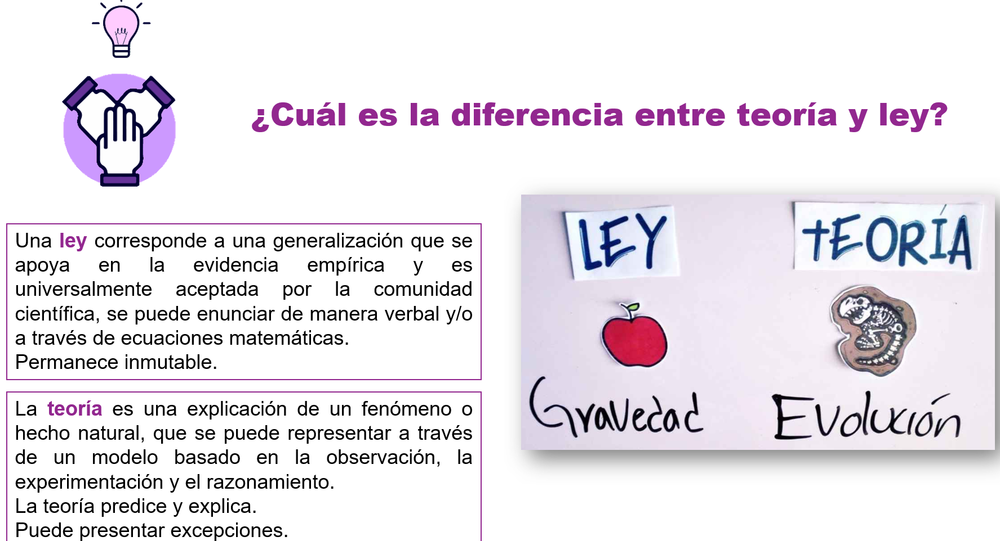 ¿Cuál es la diferencia entre teoría y ley?
Una ley corresponde a una generalización que se
apoya en la evidencia empírica y es
universalmente aceptada por la comunidad
científica, se puede enunciar de manera verbal y/o
a través de ecuaciones matemáticas.
Permanece inmutable.
La teoría es una explicación de un fenómeno o
hecho natural, que se puede representar a través
de un modelo basado en la observación, la
experimentación y el razonamiento.
La teoría predice y explica.
Puede presentar excepciones.
LEY
tEORÍA
Gravedad
Evolución